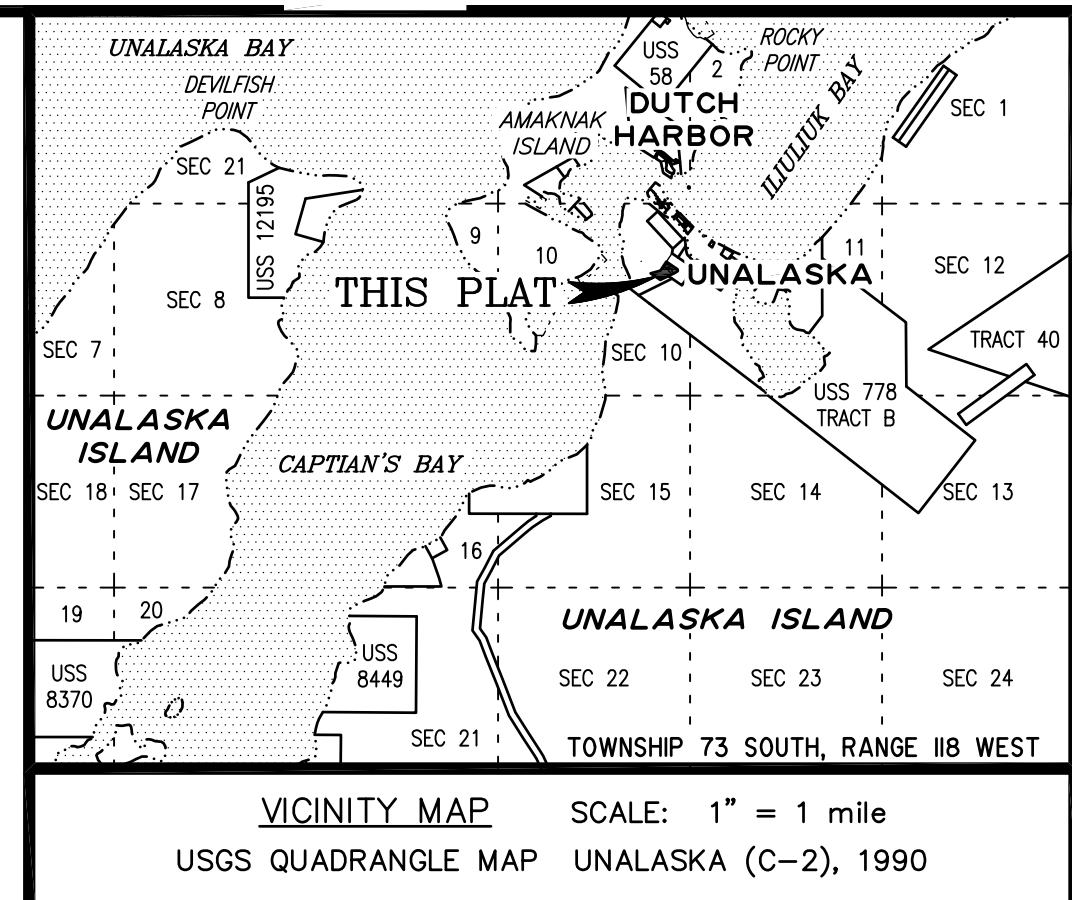 UNALASKA BAY
DEVILFISH
POINT
SEC 21
USS 12195
SEC 8
SEC 7
UNALASKA
ISLAND
SEC 18
SEC 17
19
20
USS
8370
CAPTIAN'S BAY
AMAKNAK
ISLAND
USS
58
2
ROCKY
POINT
DUTCH
HARBOR
ILIULIUK BAY
SEC 1
9
10
THIS PLAT
UNALASKA
11
SEC 12
TRACT 40
SEC 10
USS 778
TRACT B
SEC 15
SEC 14
SEC 13
16
USS
8449
SEC 21
UNALASKA ISLAND
SEC 22
SEC 23
SEC 24
TOWNSHIP 73 SOUTH, RANGE 118 WEST
VICINITY MAP SCALE: 1" = 1 mile
USGS QUADRANGLE MAP UNALASKA (C-2), 1990